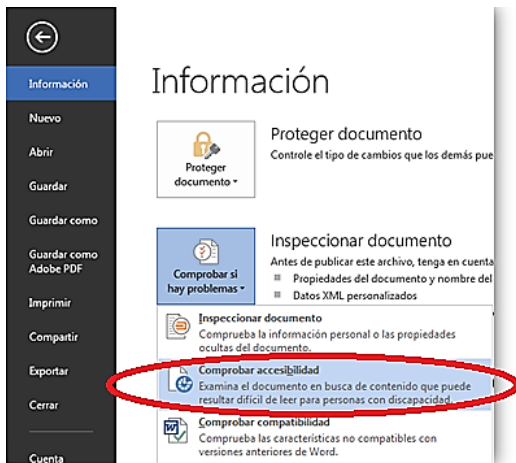 Información
Nuevo
Abrir
Guardar
Guardar como
Guardar como
Adobe PDF
Imprimir
Compartir
Exportar
Cerrar
Cuenta
Información
Proteger
documento
Proteger documento
Controle el tipo de cambios que los demás pue
Comprobar si
hay problemas
Inspeccionar documento
Antes de publicar este archivo, tenga en cuenta
Propiedades del documento y nombre del
Datos XML personalizados
Inspeccionar documento
Comprueba la información personal o las propiedades
ocultas del documento.
Comprobar accesibilidad
Examina el documento en busca de contenido que puede
resultar difícil de leer para personas con discapacidad.
Comprobar compatibilidad
Comprueba las características no compatibles con
versiones anteriores de Word.